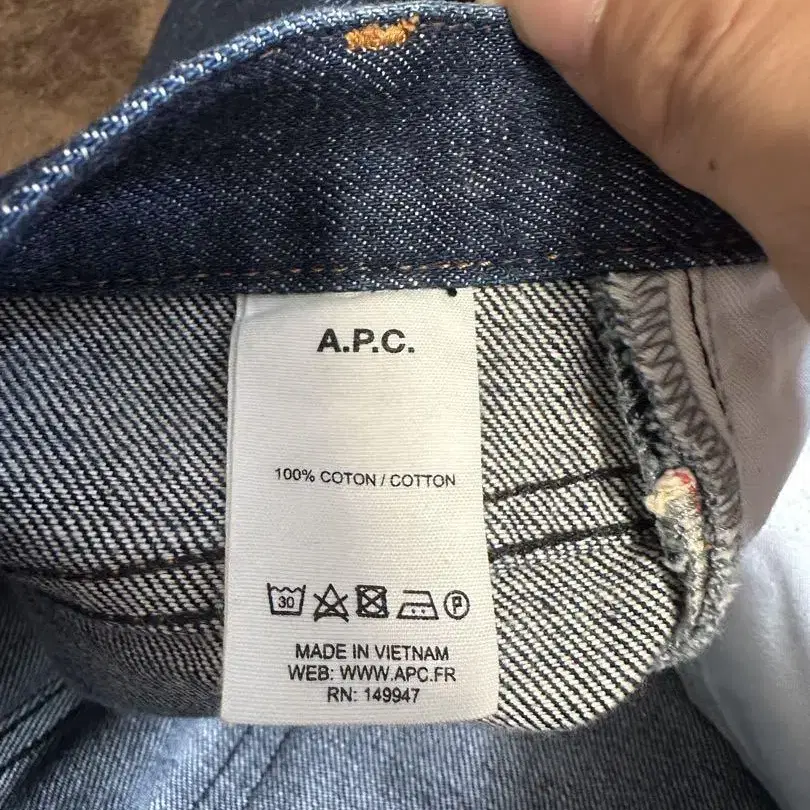 A.P.C.
100% COTON / COTTON
30 P
MADE IN VIETNAM
WEB: WWW.APC.FR
RN: 149947